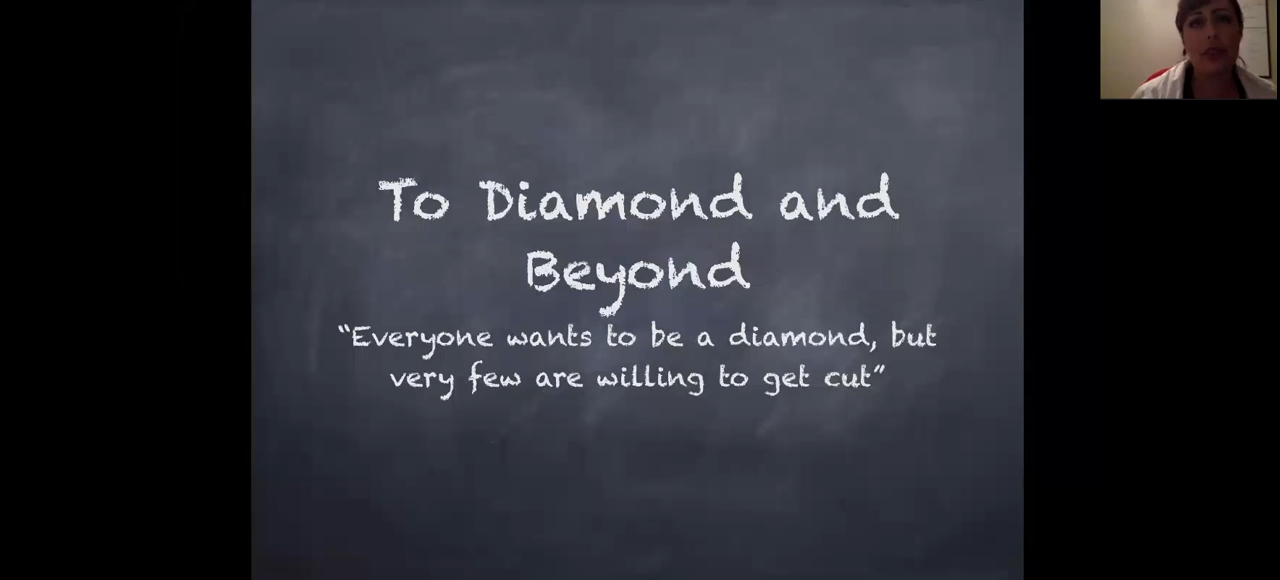 To Diamond and
Beyond
“Everyone wants to be a diamond, but
very few are willing to get cut”